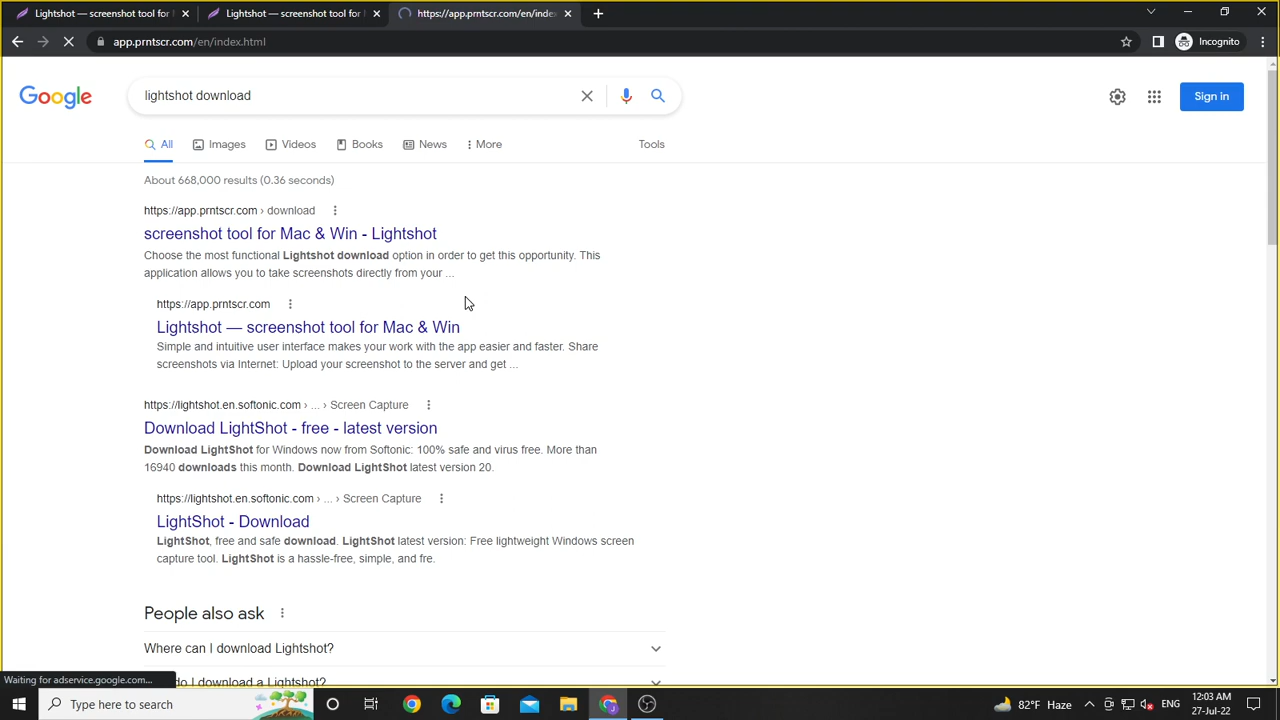 Lightshot — screenshot tool for
Lightshot — screenshot tool for
https://app.prntscr.com/en/index
app.prntscr.com/en/index.html
Incognito
Google
lightshot download
Sign in
All
Images
Videos
Books
News
More
Tools
About 668,000 results (0.36 seconds)
https://app.prntscr.com › download
screenshot tool for Mac & Win - Lightshot
Choose the most functional Lightshot download option in order to get this opportunity. This
application allows you to take screenshots directly from your ...
https://app.prntscr.com
Lightshot — screenshot tool for Mac & Win
Simple and intuitive user interface makes your work with the app easier and faster. Share
screenshots via Internet: Upload your screenshot to the server and get ...
https://lightshot.en.softonic.com › ... › Screen Capture
Download LightShot - free - latest version
Download LightShot for Windows now from Softonic: 100% safe and virus free. More than
16940 downloads this month. Download LightShot latest version 20.
https://lightshot.en.softonic.com › ... › Screen Capture
LightShot - Download
LightShot, free and safe download. LightShot latest version: Free lightweight Windows screen
capture tool. LightShot is a hassle-free, simple, and fre.
People also ask
Where can I download Lightshot?
do I download a Lightshot?
Waiting for adservice.google.com...
Type here to search
82°F Haze
ENG
12:03 AM
27-Jul-22